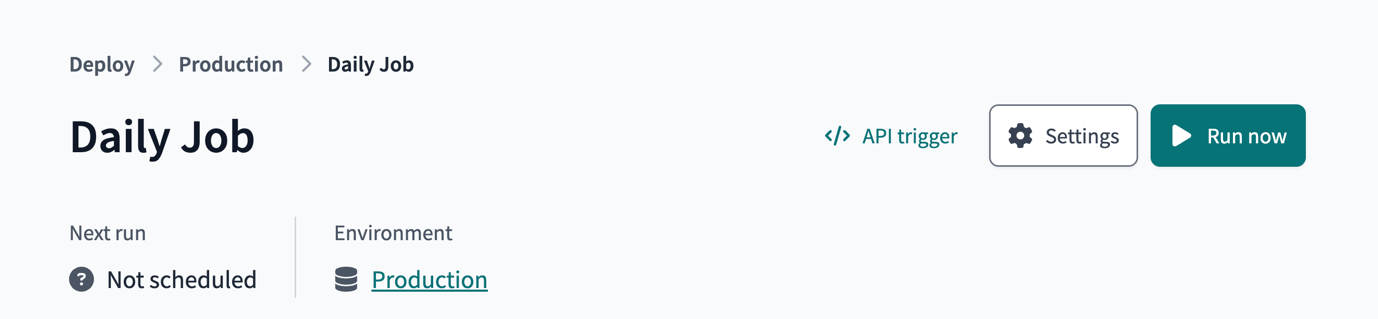 Deploy > Production > Daily Job
Daily Job
</> API trigger
Settings
Run now
Next run
Environment
? Not scheduled
Production